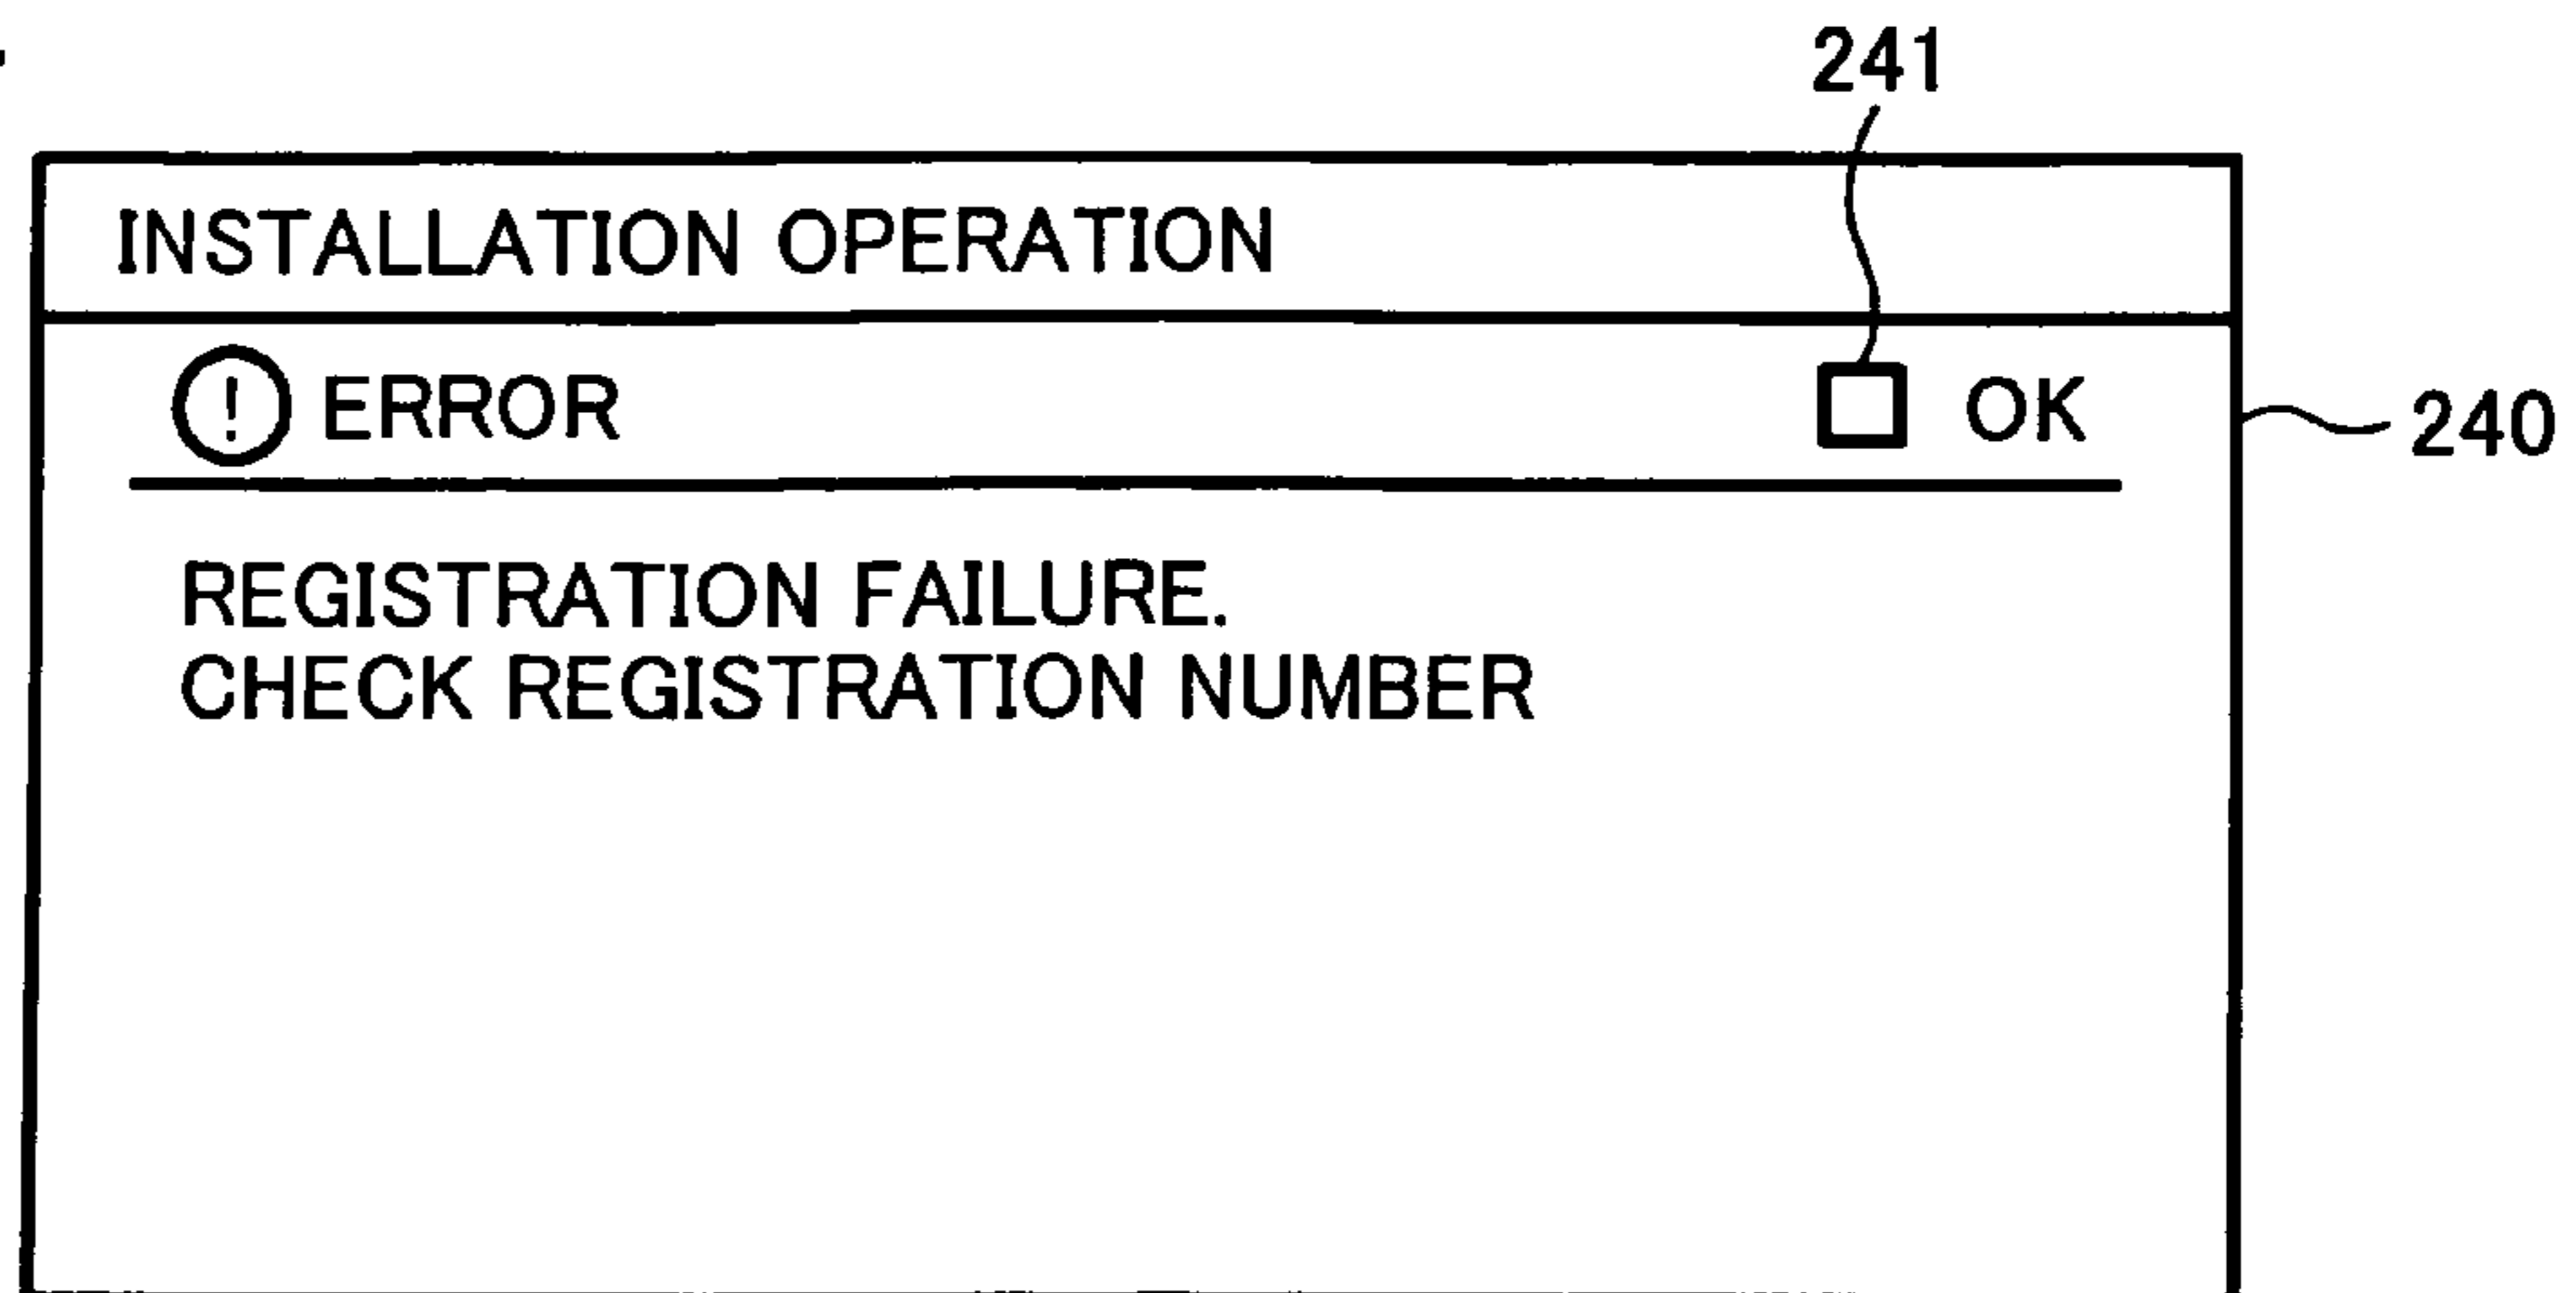 241
INSTALLATION OPERATION
! ERROR
OK
240
REGISTRATION FAILURE.
CHECK REGISTRATION NUMBER